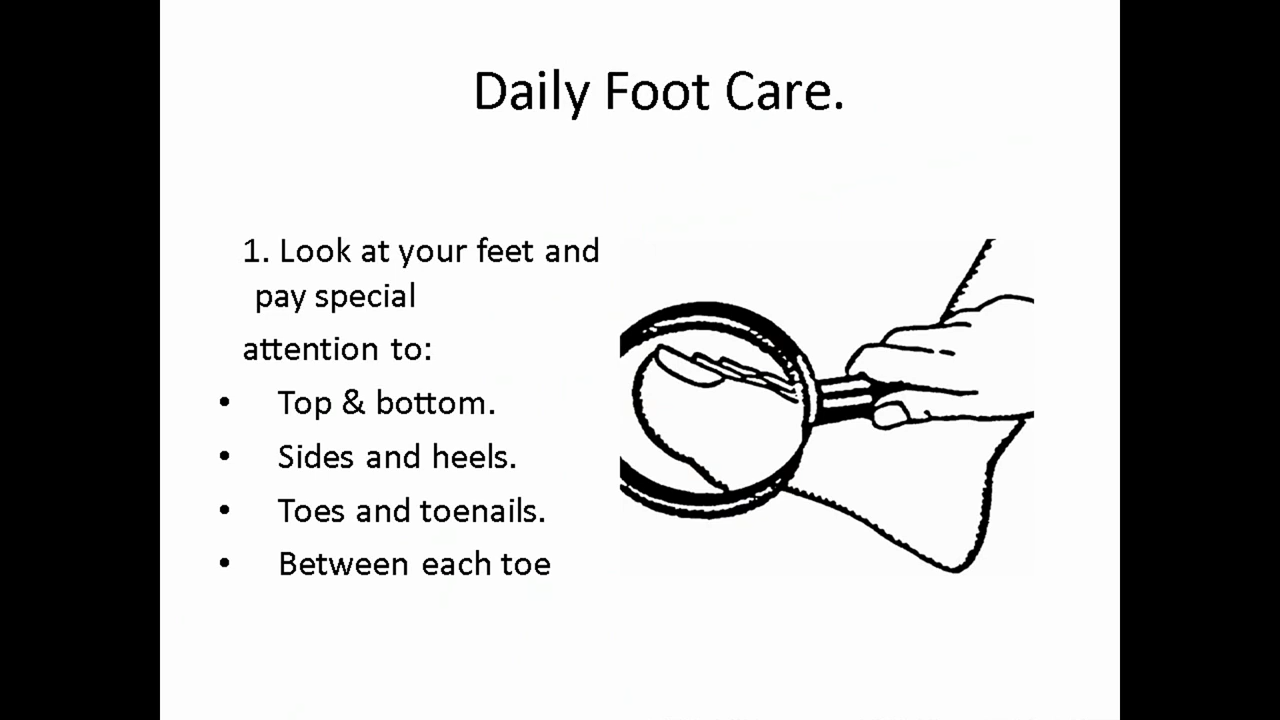 Daily Foot Care.
1. Look at your feet and
pay special
attention to:
• Top & bottom.
• Sides and heels.
• Toes and toenails.
• Between each toe